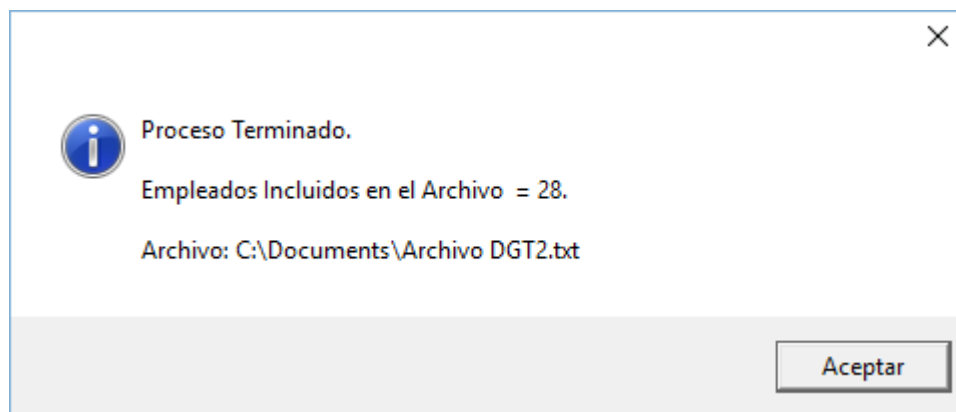 Proceso Terminado.
Empleados Incluidos en el Archivo  = 28.
Archivo: C:\Documents\Archivo DGT2.txt
Aceptar